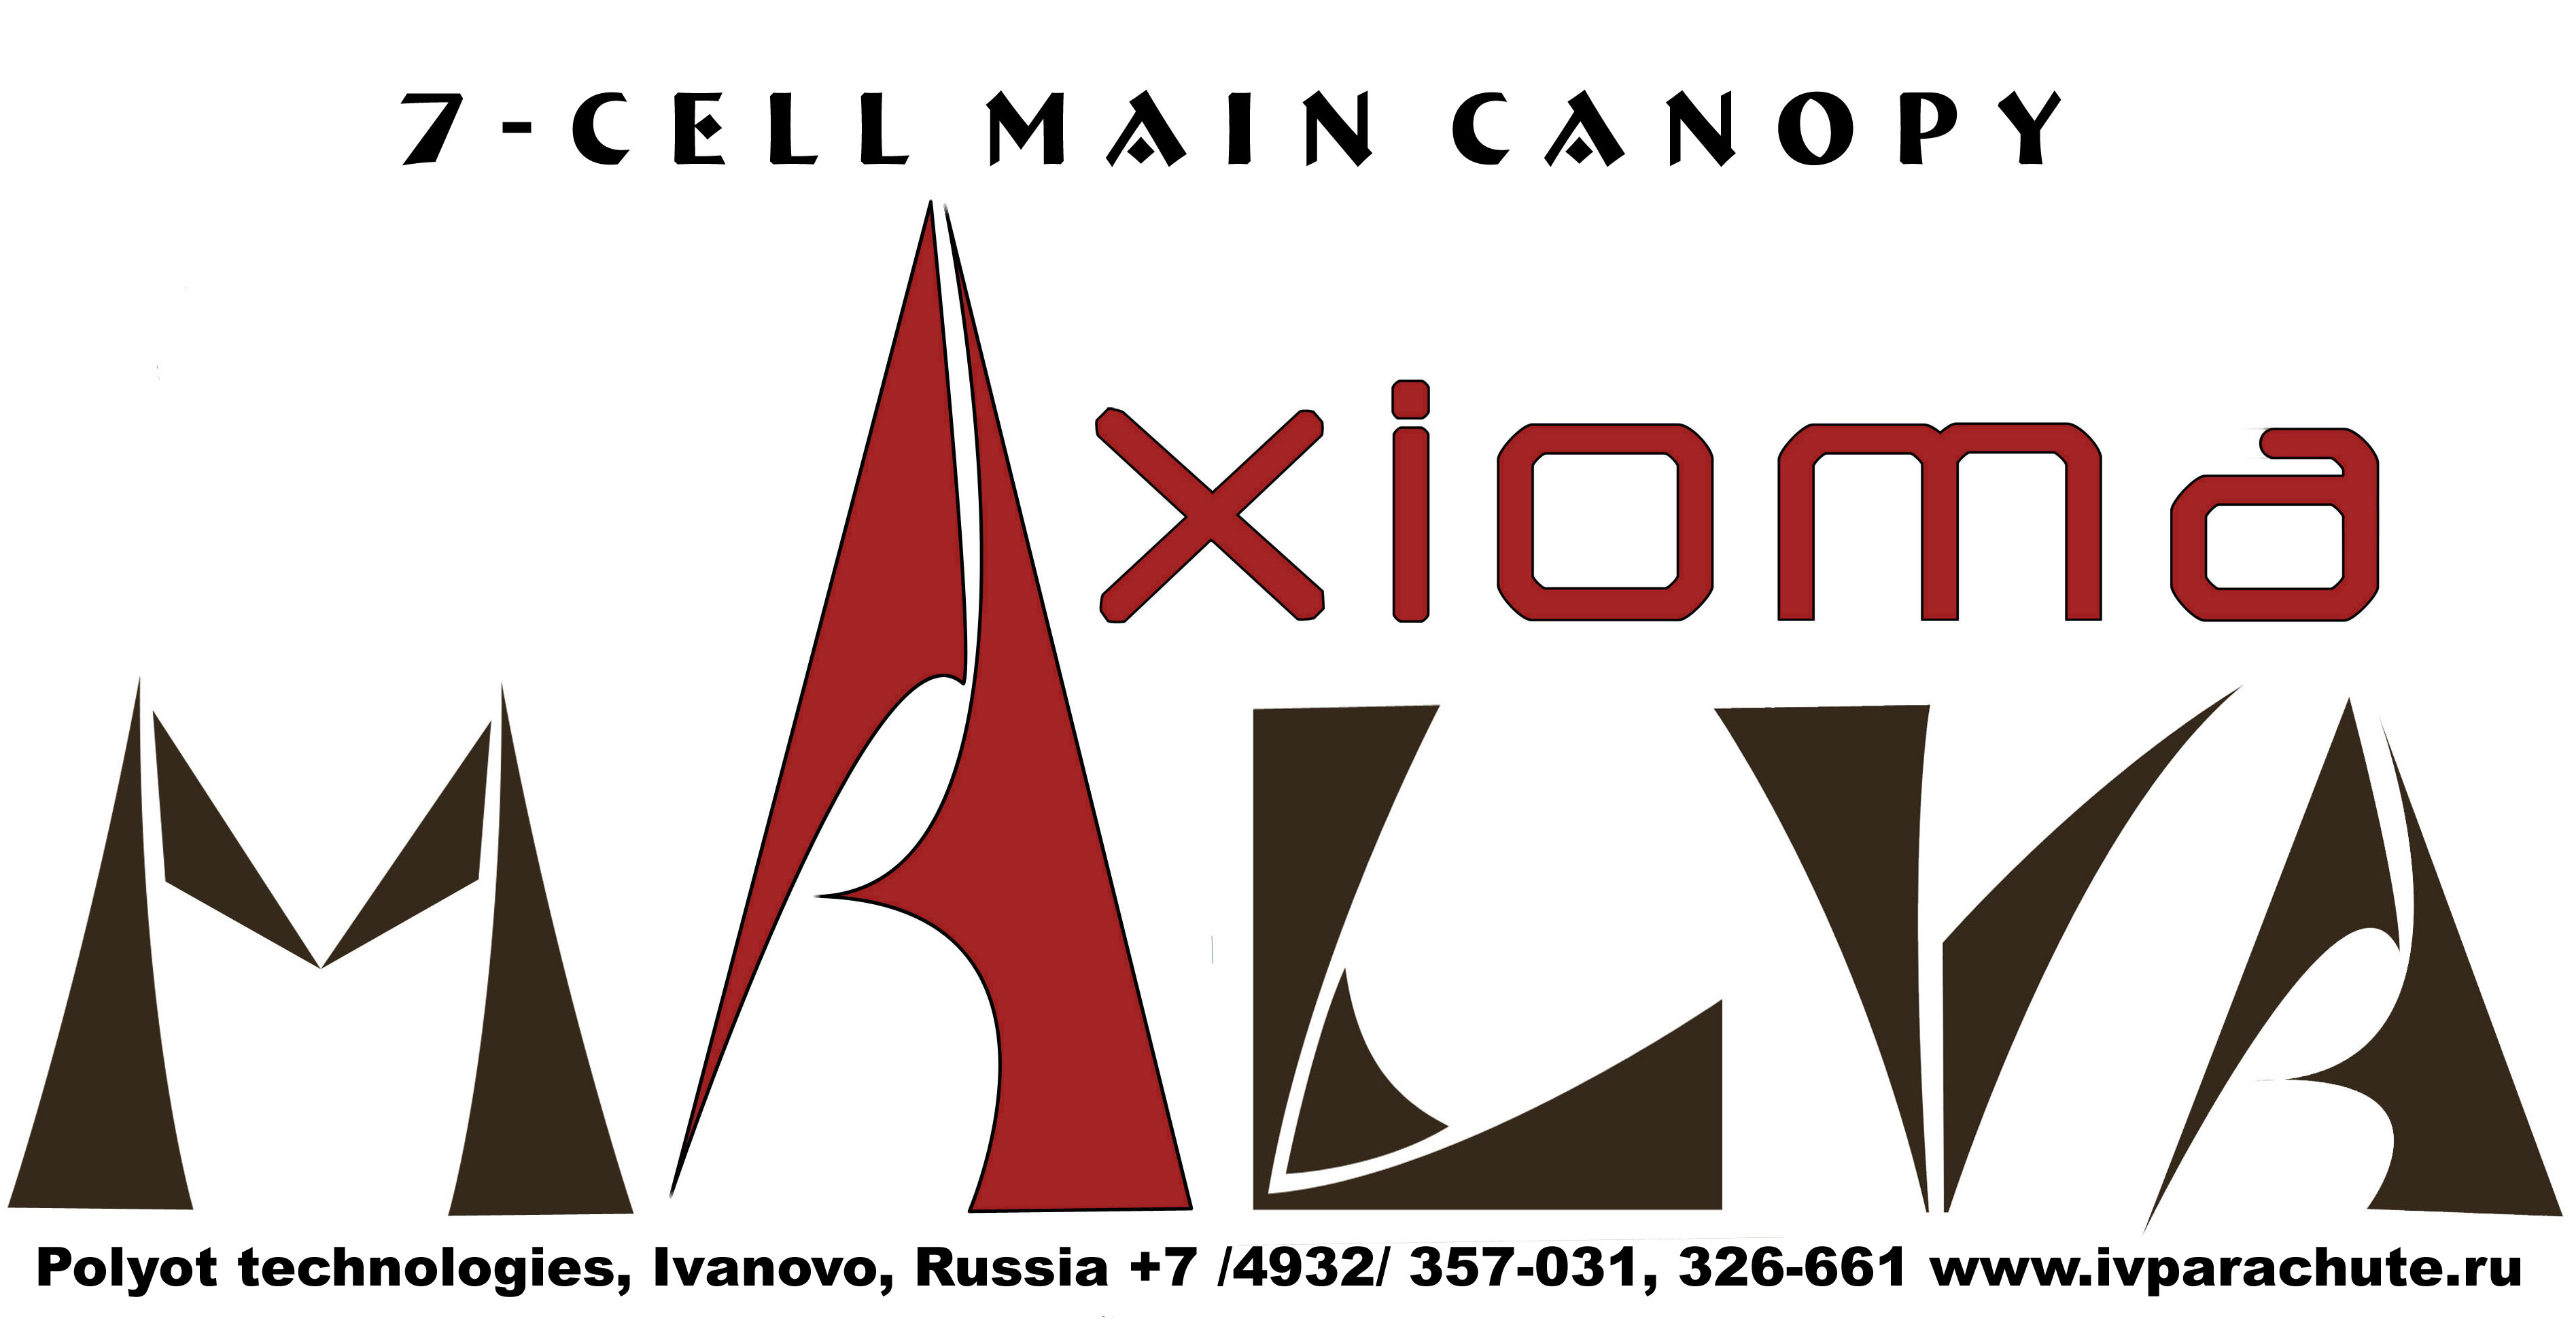 7-CELL MAIN CANOPY
Axioma
MALVA
Polyot technologies, Ivanovo, Russia +7 /4932/ 357-031, 326-661 www.ivparachute.ru